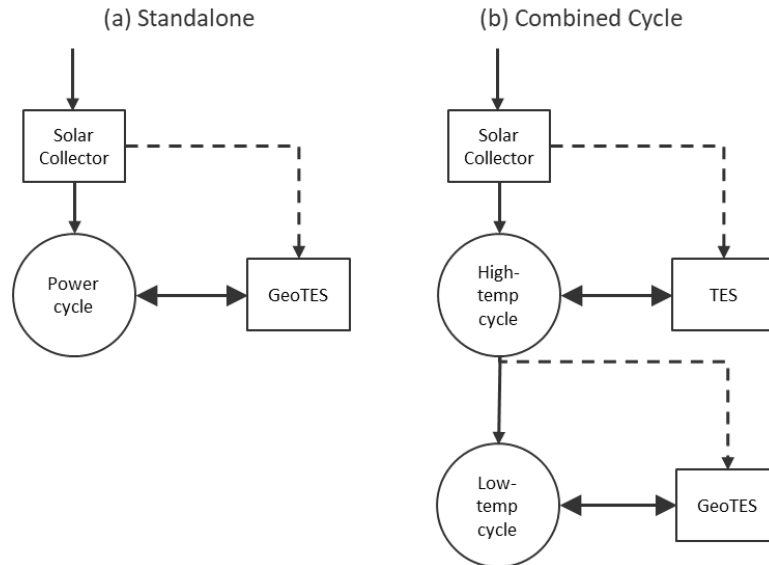 (a) Standalone
(b) Combined Cycle
Solar
Collector
Power
cycle
GeoTES
Solar
Collector
High-
temp
cycle
TES
Low-
temp
cycle
GeoTES